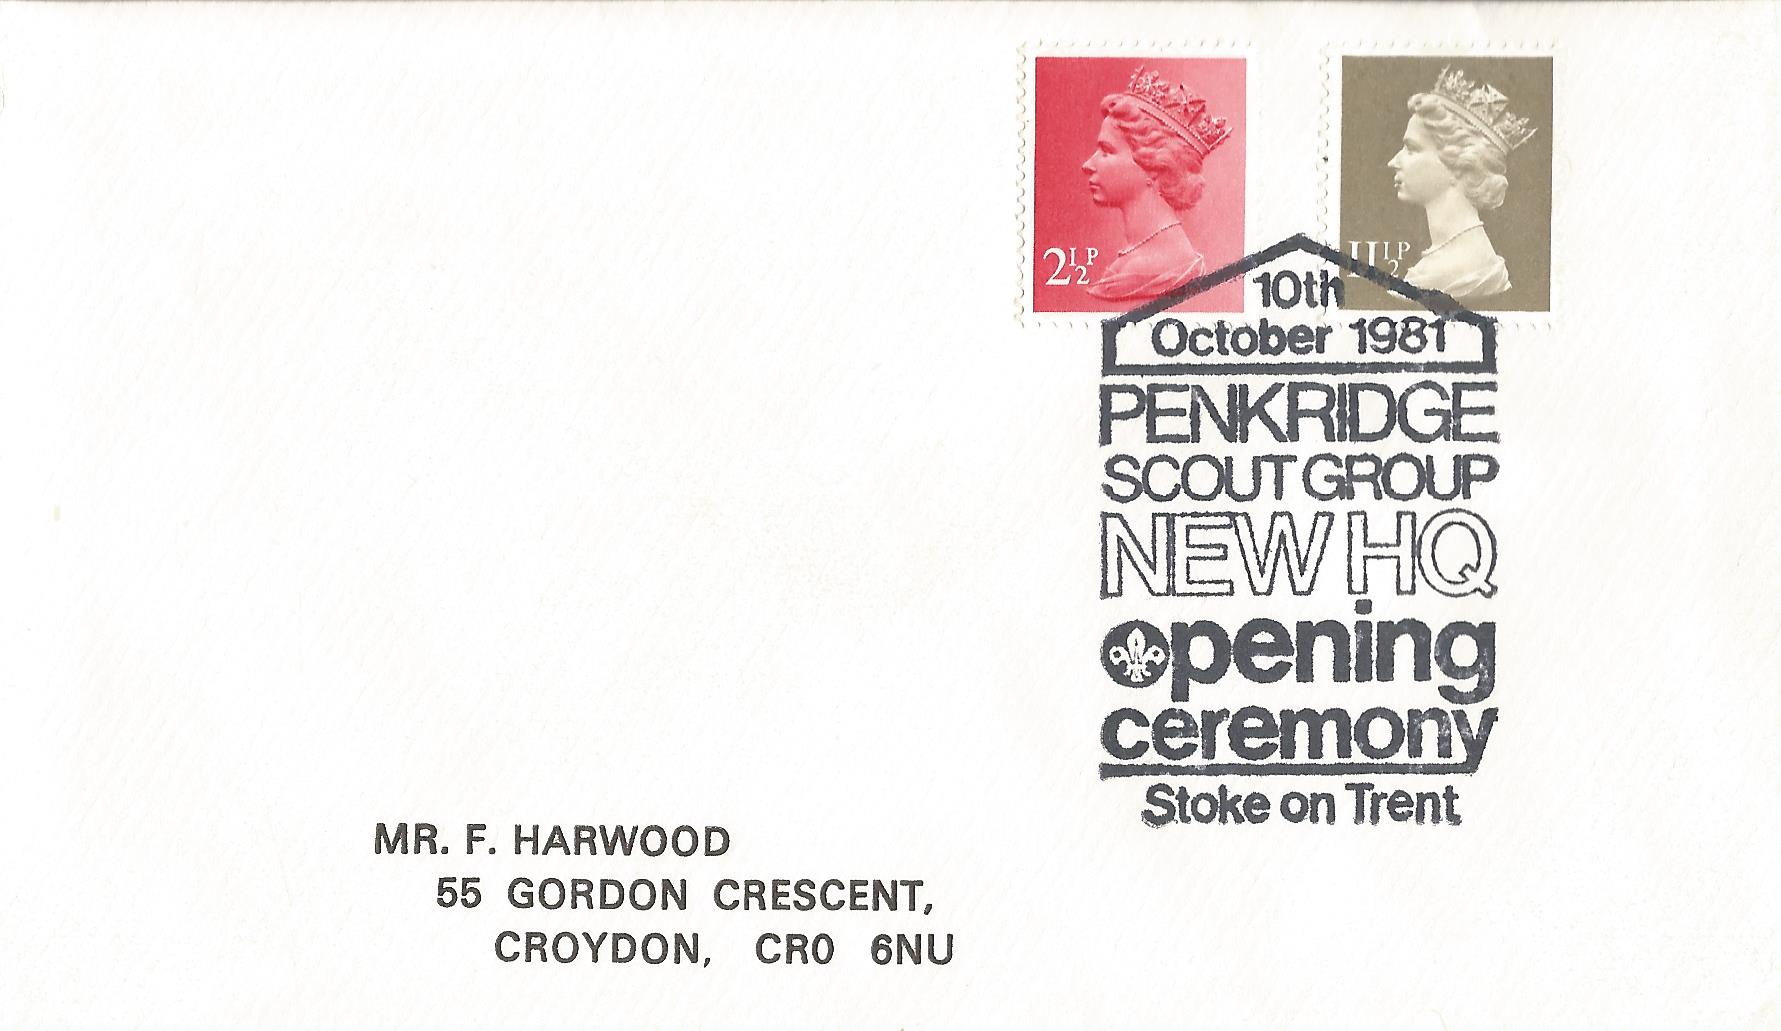 2½P
11½P
10th
October 1981
PENKRIDGE
SCOUT GROUP
NEW HQ
opening
ceremony
Stoke on Trent
MR. F. HARWOOD
55 GORDON CRESCENT,
CROYDON, CR0 6NU